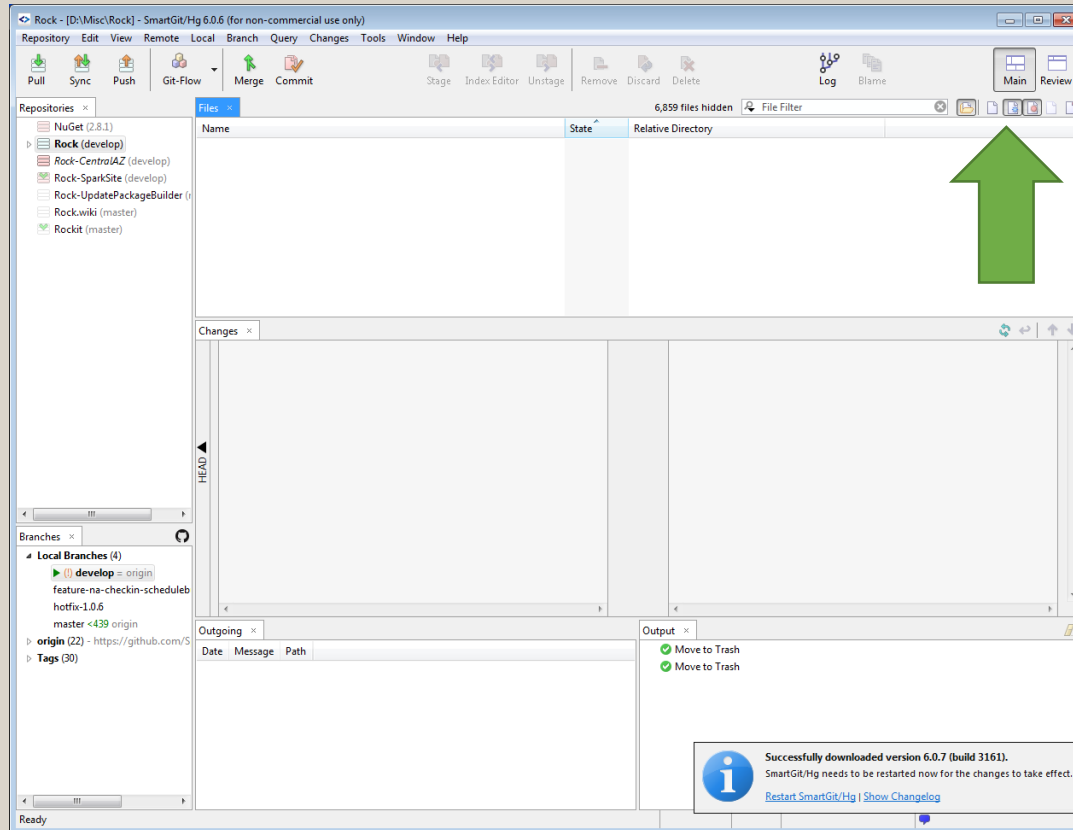 Rock - [D:\Misc\Rock] - SmartGit/Hg 6.0.6 (for non-commercial use only)
Repository Edit View Remote Local Branch Query Changes Tools Window Help
Pull Sync Push Git-Flow Merge Commit Stage Index Editor Unstage Remove Discard Delete Log Blame Main Review
Repositories
NuGet (2.8.1)
Rock (develop)
Rock-CentralAZ (develop)
Rock-SparkSite (develop)
Rock-UpdatePackageBuilder
Rock.wiki (master)
Rockit (master)
Files 6,859 files hidden File Filter
Name State Relative Directory
Changes
HEAD
Branches
Local Branches (4)
(!) develop = origin
feature-na-checkin-scheduleb
hotfix-1.0.6
master <439 origin
origin (22) - https://github.com/S
Tags (30)
Outgoing
Date Message Path
Output
Move to Trash
Move to Trash
Successfully downloaded version 6.0.7 (build 3161).
SmartGit/Hg needs to be restarted now for the changes to take effect.
Restart SmartGit/Hg | Show Changelog
Ready